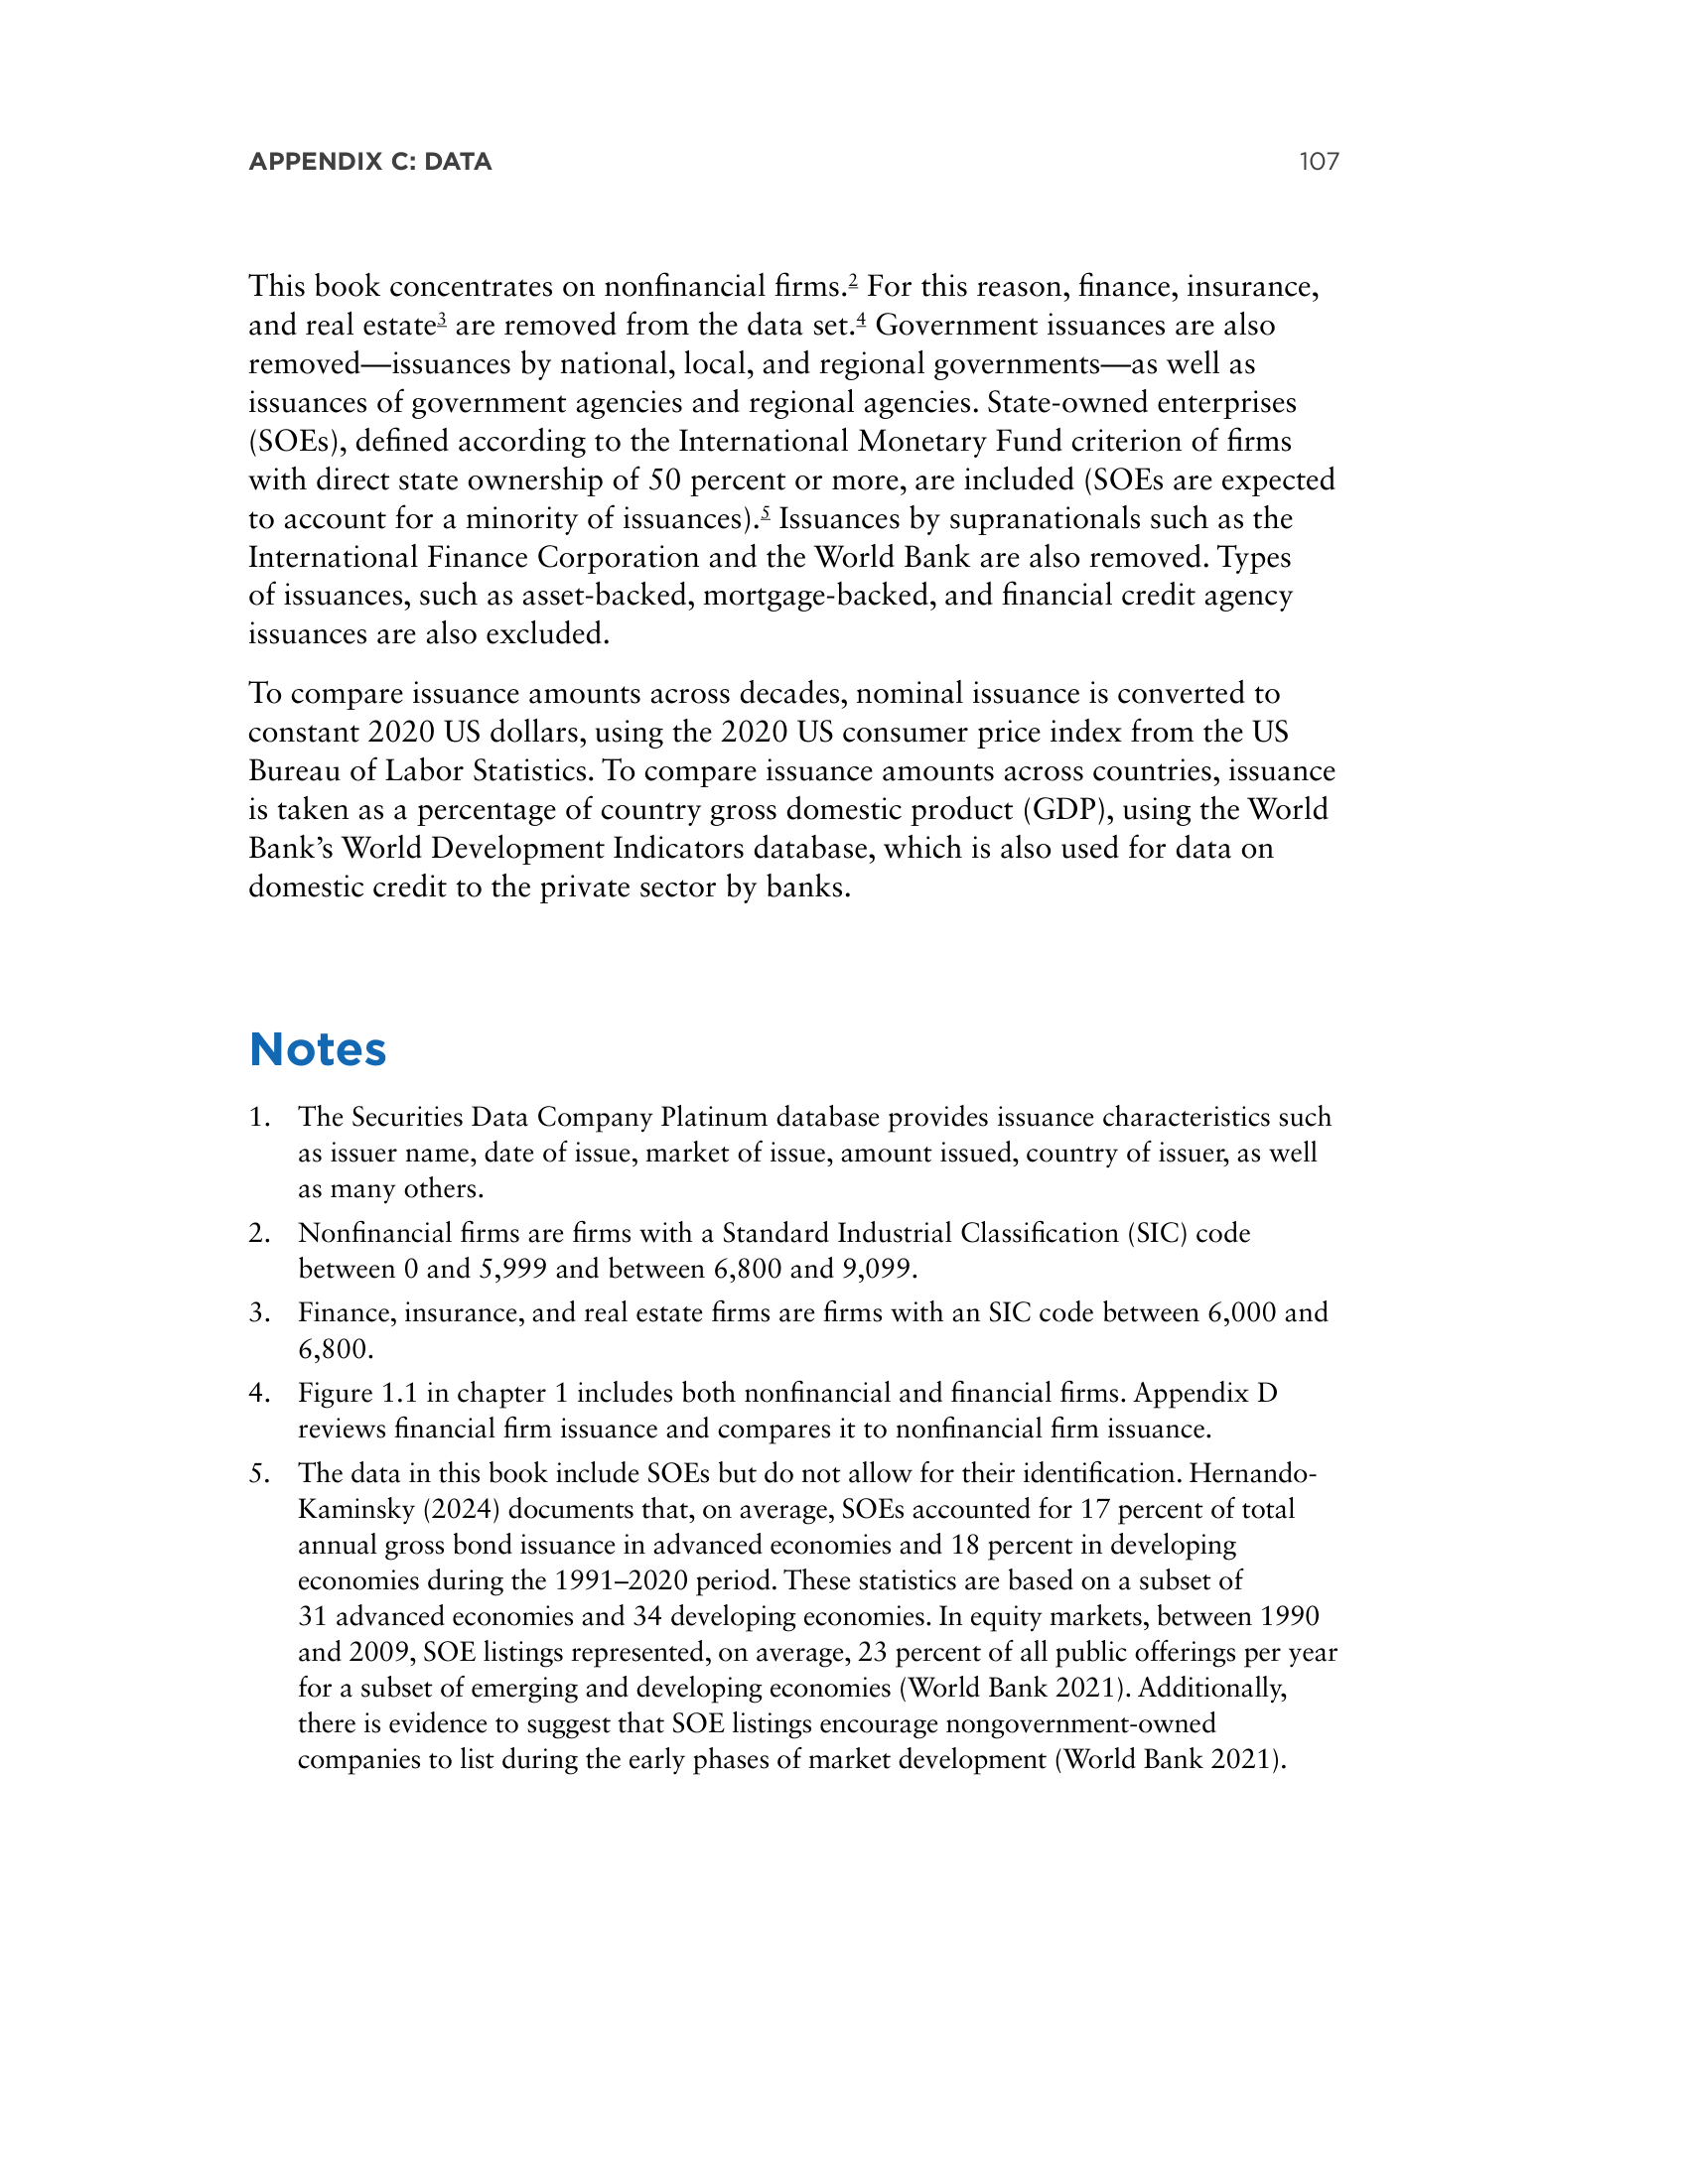 APPENDIX C: DATA 107
This book concentrates on nonfinancial firms.2 For this reason, finance, insurance,
and real estate3 are removed from the data set.4 Government issuances are also
removed—issuances by national, local, and regional governments—as well as
issuances of government agencies and regional agencies. State-owned enterprises
(SOEs), defined according to the International Monetary Fund criterion of firms
with direct state ownership of 50 percent or more, are included (SOEs are expected
to account for a minority of issuances).5 Issuances by supranationals such as the
International Finance Corporation and the World Bank are also removed. Types
of issuances, such as asset-backed, mortgage-backed, and financial credit agency
issuances are also excluded.
To compare issuance amounts across decades, nominal issuance is converted to
constant 2020 US dollars, using the 2020 US consumer price index from the US
Bureau of Labor Statistics. To compare issuance amounts across countries, issuance
is taken as a percentage of country gross domestic product (GDP), using the World
Bank’s World Development Indicators database, which is also used for data on
domestic credit to the private sector by banks.
Notes
1. The Securities Data Company Platinum database provides issuance characteristics such
as issuer name, date of issue, market of issue, amount issued, country of issuer, as well
as many others.
2. Nonfinancial firms are firms with a Standard Industrial Classification (SIC) code
between 0 and 5,999 and between 6,800 and 9,099.
3. Finance, insurance, and real estate firms are firms with an SIC code between 6,000 and
6,800.
4. Figure 1.1 in chapter 1 includes both nonfinancial and financial firms. Appendix D
reviews financial firm issuance and compares it to nonfinancial firm issuance.
5. The data in this book include SOEs but do not allow for their identification. Hernando-
Kaminsky (2024) documents that, on average, SOEs accounted for 17 percent of total
annual gross bond issuance in advanced economies and 18 percent in developing
economies during the 1991–2020 period. These statistics are based on a subset of
31 advanced economies and 34 developing economies. In equity markets, between 1990
and 2009, SOE listings represented, on average, 23 percent of all public offerings per year
for a subset of emerging and developing economies (World Bank 2021). Additionally,
there is evidence to suggest that SOE listings encourage nongovernment-owned
companies to list during the early phases of market development (World Bank 2021).